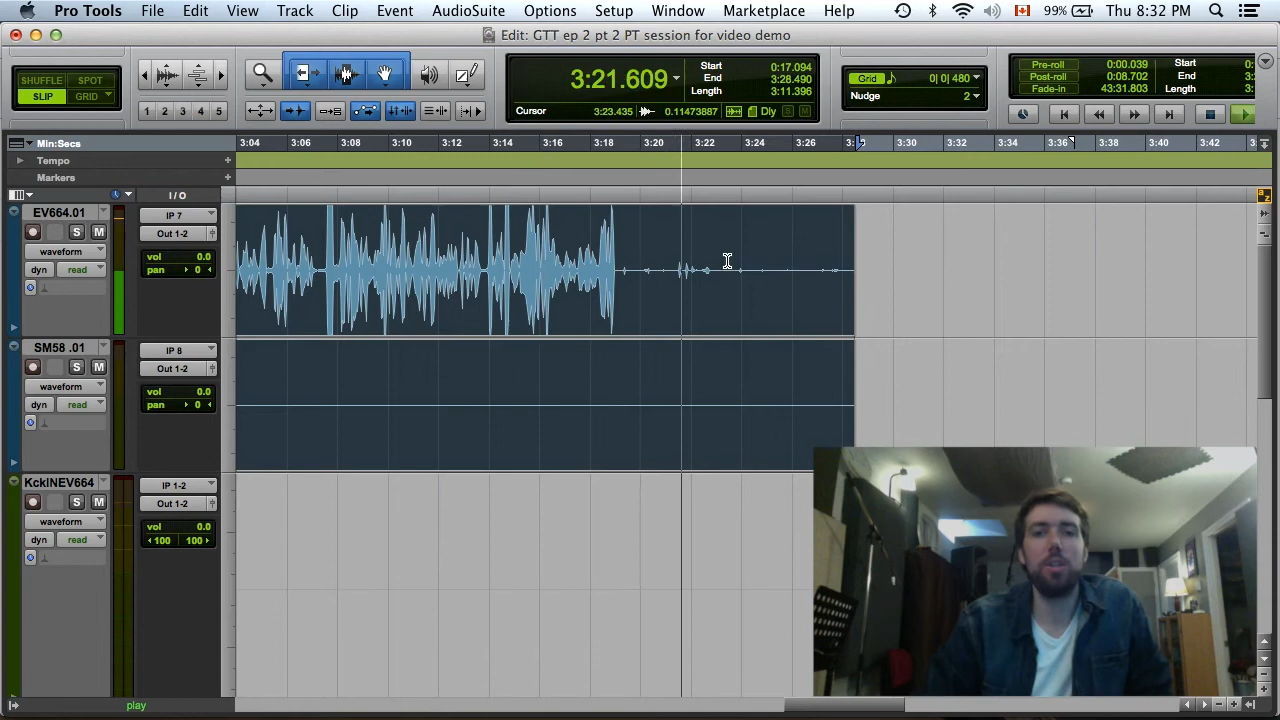 Pro Tools File Edit View Track Clip Event AudioSuite Options Setup Window Marketplace Help 99% Thu 8:32 PM
Edit: GTT ep 2 pt 2 PT session for video demo
SHUFFLE SPOT
SLIP GRID
1 2 3 4 5
3:21.609
Start 0:17.094
End 3:28.490
Length 3:11.396
Cursor 3:23.435 0.11473887 Dly S M
Grid 0| 0| 480
Nudge 2
Pre-roll 0:00.039
Post-roll 0:08.702
Fade-in 43:31.803
Start
End
Length
Min:Secs 3:04 3:06 3:08 3:10 3:12 3:14 3:16 3:18 3:20 3:22 3:24 3:26 3:30 3:32 3:34 3:36 3:38 3:40 3:42
Tempo
Markers
I / O
a
z
EV664.01
S M
waveform
dyn read
IP 7
Out 1-2
vol 0.0
pan 0
SM58 .01
S M
waveform
dyn read
IP 8
Out 1-2
vol 0.0
pan 0
KckINEV664
S M
waveform
dyn read
IP 1-2
Out 1-2
vol 0.0
100 100
play